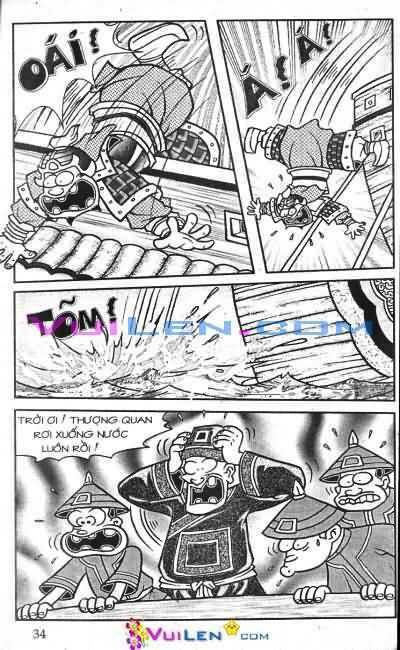 OÁI!
Á! Á!
TÕM!
VUILEN.COM
TRỜI ƠI! THƯỢNG QUAN
RƠI XUỐNG NƯỚC
LUÔN RỒI!
34
VUILEN COM